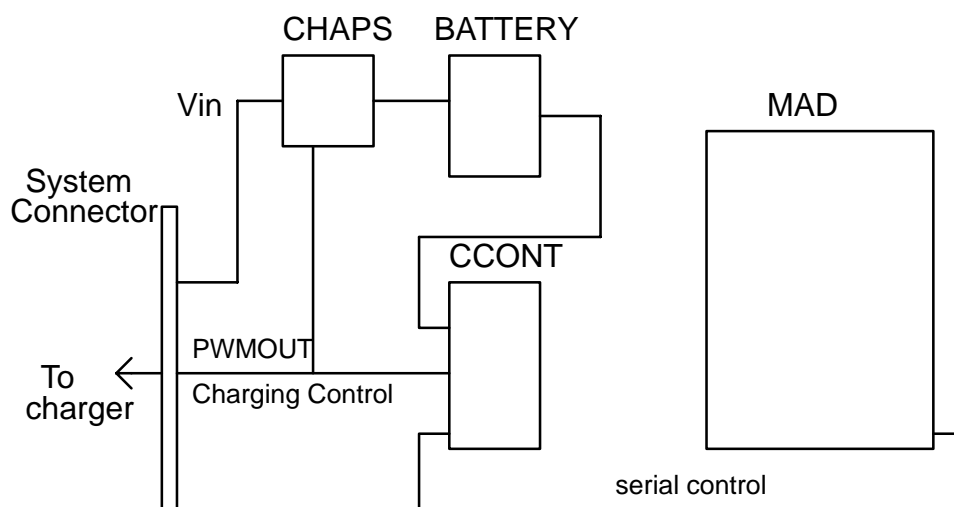 CHAPS
BATTERY
Vin
MAD
System
Connector
CCONT
PWMOUT
To
charger
Charging Control
serial control